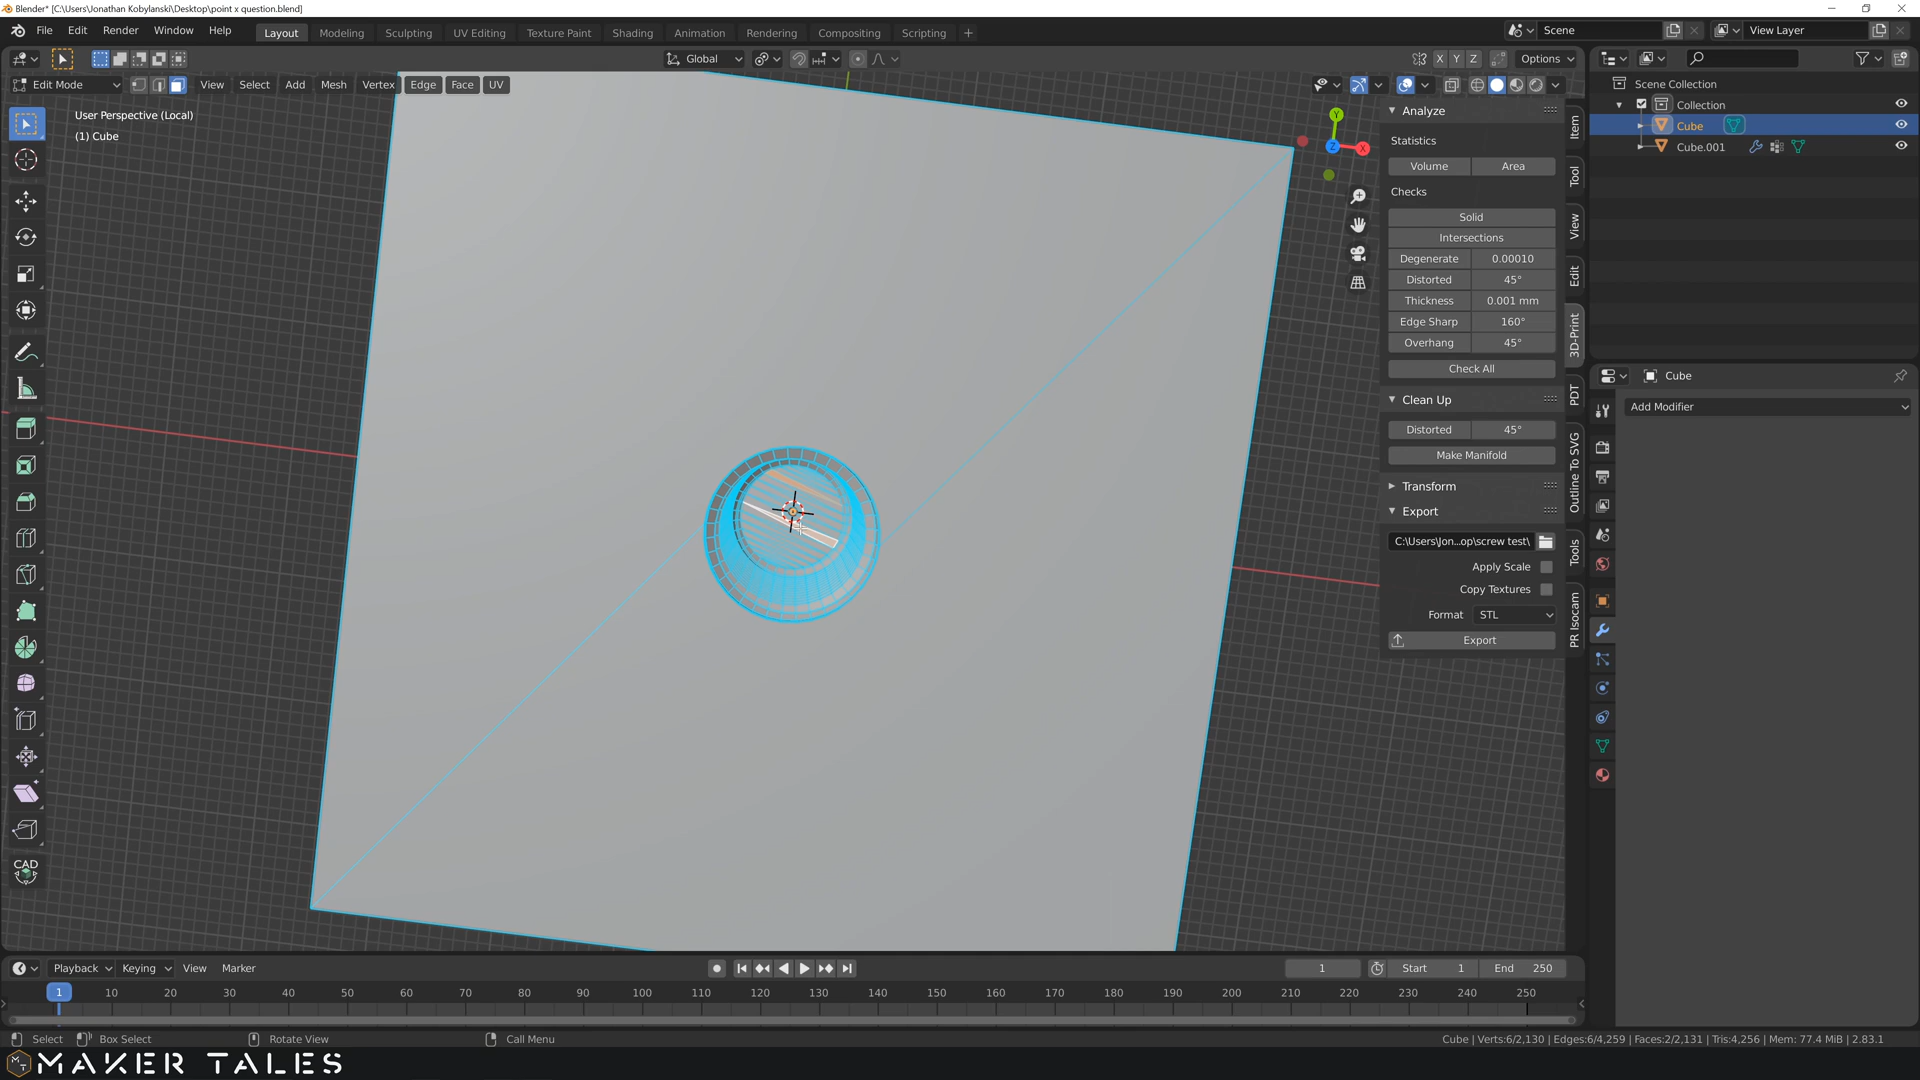 Blender* [C:\Users\Jonathan Kobylanski\Desktop\point x question.blend]
File Edit Render Window Help Layout Modeling Sculpting UV Editing Texture Paint Shading Animation Rendering Compositing Scripting + Scene View Layer
Global X Y Z Options
Edit Mode View Select Add Mesh Vertex Edge Face UV
User Perspective (Local)
(1) Cube
Y
X
Z
Analyze
Statistics
Volume Area
Checks
Solid
Intersections
Degenerate 0.00010
Distorted 45°
Thickness 0.001 mm
Edge Sharp 160°
Overhang 45°
Check All
Clean Up
Distorted 45°
Make Manifold
Transform
Export
C:\Users\Jon...op\screw test\
Apply Scale
Copy Textures
Format STL
Export
Item
Tool
View
Edit
3D-Print
PDT
Outline To SVG
Tools
PR Isocam
Scene Collection
Collection
Cube
Cube.001
Cube
Add Modifier
CAD
Playback Keying View Marker 1 Start 1 End 250
1 10 20 30 40 50 60 70 80 90 100 110 120 130 140 150 160 170 180 190 200 210 220 230 240 250
Select Box Select Rotate View Call Menu Cube | Verts:6/2,130 | Edges:6/4,259 | Faces:2/2,131 | Tris:4,256 | Mem: 77.4 MiB | 2.83.1
MAKER TALES